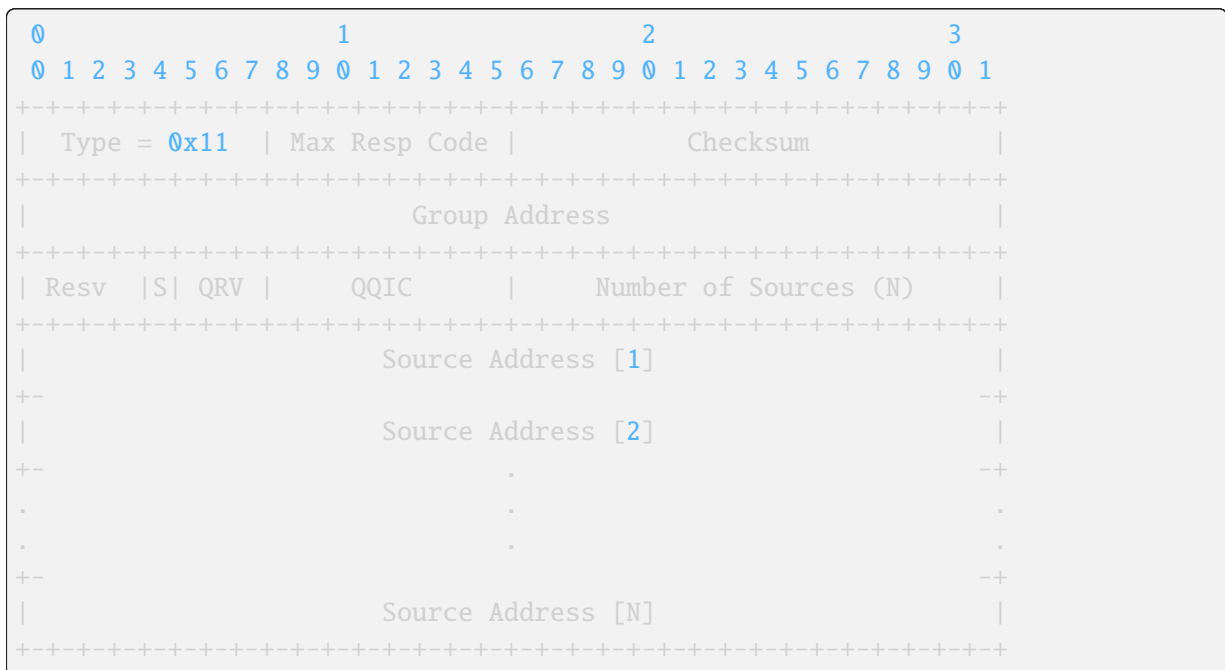 0                   1                   2                   3
 0 1 2 3 4 5 6 7 8 9 0 1 2 3 4 5 6 7 8 9 0 1 2 3 4 5 6 7 8 9 0 1
+-+-+-+-+-+-+-+-+-+-+-+-+-+-+-+-+-+-+-+-+-+-+-+-+-+-+-+-+-+-+-+-+
|  Type = 0x11  | Max Resp Code |           Checksum            |
+-+-+-+-+-+-+-+-+-+-+-+-+-+-+-+-+-+-+-+-+-+-+-+-+-+-+-+-+-+-+-+-+
|                         Group Address                         |
+-+-+-+-+-+-+-+-+-+-+-+-+-+-+-+-+-+-+-+-+-+-+-+-+-+-+-+-+-+-+-+-+
| Resv  |S| QRV |     QQIC      |     Number of Sources (N)     |
+-+-+-+-+-+-+-+-+-+-+-+-+-+-+-+-+-+-+-+-+-+-+-+-+-+-+-+-+-+-+-+-+
|                       Source Address [1]                      |
+-                                                             -+
|                       Source Address [2]                      |
+-                              .                              -+
.                               .                               .
.                               .                               .
+-                                                             -+
|                       Source Address [N]                      |
+-+-+-+-+-+-+-+-+-+-+-+-+-+-+-+-+-+-+-+-+-+-+-+-+-+-+-+-+-+-+-+-+